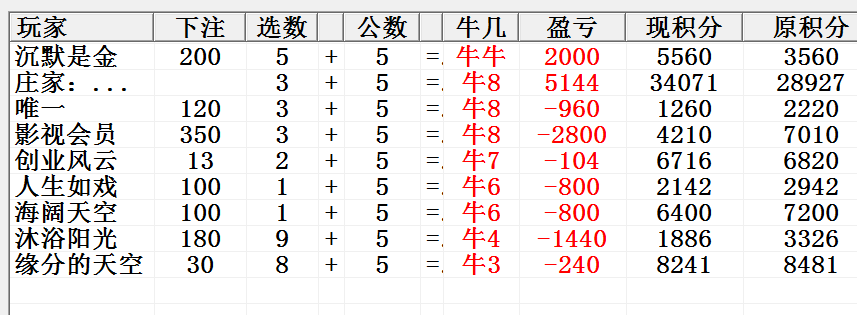 玩家 下注 选数 公数 牛几 盈亏 现积分 原积分
沉默是金 200 5 + 5 =. 牛牛 2000 5560 3560
庄家：... 3 + 5 =. 牛8 5144 34071 28927
唯一 120 3 + 5 =. 牛8 -960 1260 2220
影视会员 350 3 + 5 =. 牛8 -2800 4210 7010
创业风云 13 2 + 5 =. 牛7 -104 6716 6820
人生如戏 100 1 + 5 =. 牛6 -800 2142 2942
海阔天空 100 1 + 5 =. 牛6 -800 6400 7200
沐浴阳光 180 9 + 5 =. 牛4 -1440 1886 3326
缘分的天空 30 8 + 5 =. 牛3 -240 8241 8481